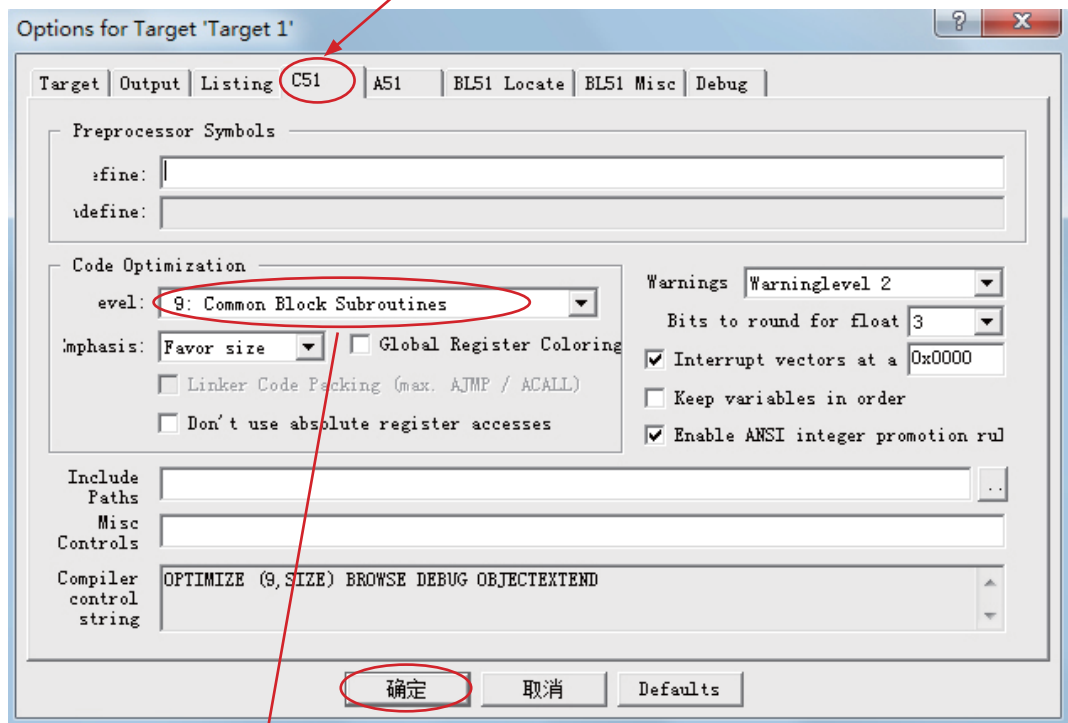 Options for Target 'Target 1'
Target Output Listing C51 A51 BL51 Locate BL51 Misc Debug
Preprocessor Symbols
efine:
ndefine:
Code Optimization
evel: 9: Common Block Subroutines
Emphasis: Favor size Global Register Coloring
Linker Code Packing (max. AJMP / ACALL)
Don't use absolute register accesses
Warnings Warninglevel 2
Bits to round for float 3
Interrupt vectors at a 0x0000
Keep variables in order
Enable ANSI integer promotion rul
Include
Paths
..
Misc
Controls
Compiler
control
string
OPTIMIZE (9,SIZE) BROWSE DEBUG OBJECTEXTEND
确定 取消 Defaults